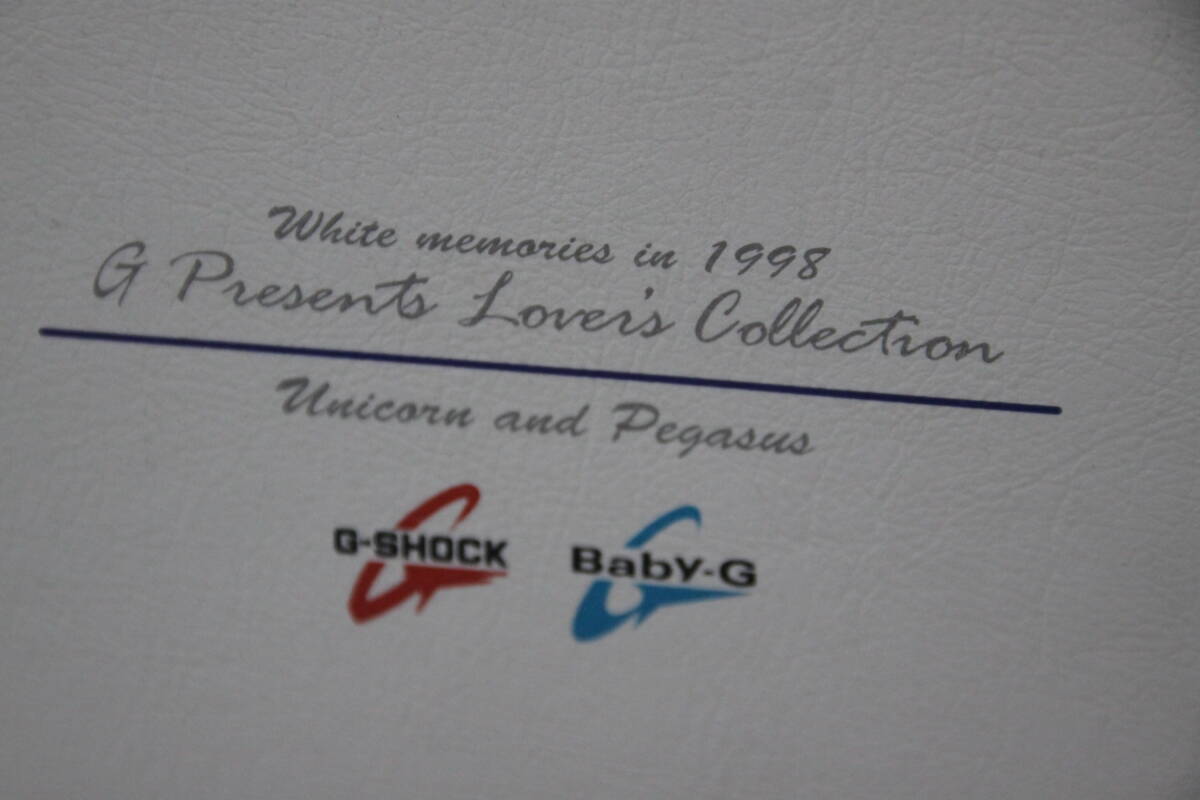 White memories in 1998
G Presents Lover's Collection
Unicorn and Pegasus
G-SHOCK Baby-G